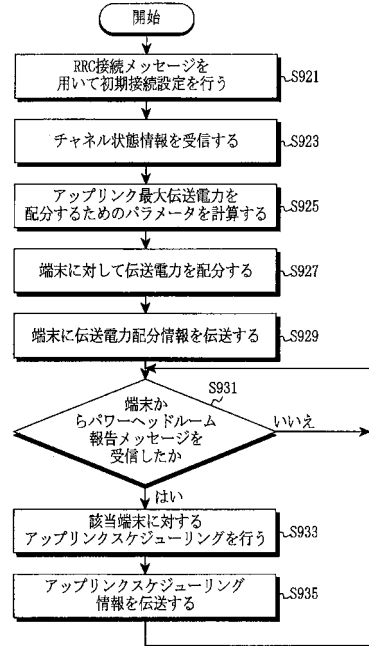 開始
RRC接続メッセージを
用いて初期接続設定を行う
S921
チャネル状態情報を受信する
S923
アップリンク最大伝送電力を
配分するためのパラメータを計算する
S925
端末に対して伝送電力を配分する
S927
端末に伝送電力配分情報を伝送する
S929
S931
端末か
らパワーヘッドルーム
報告メッセージを
受信したか
いいえ
はい
該当端末に対する
アップリンクスケジューリングを行う
S933
アップリンクスケジューリング
情報を伝送する
S935